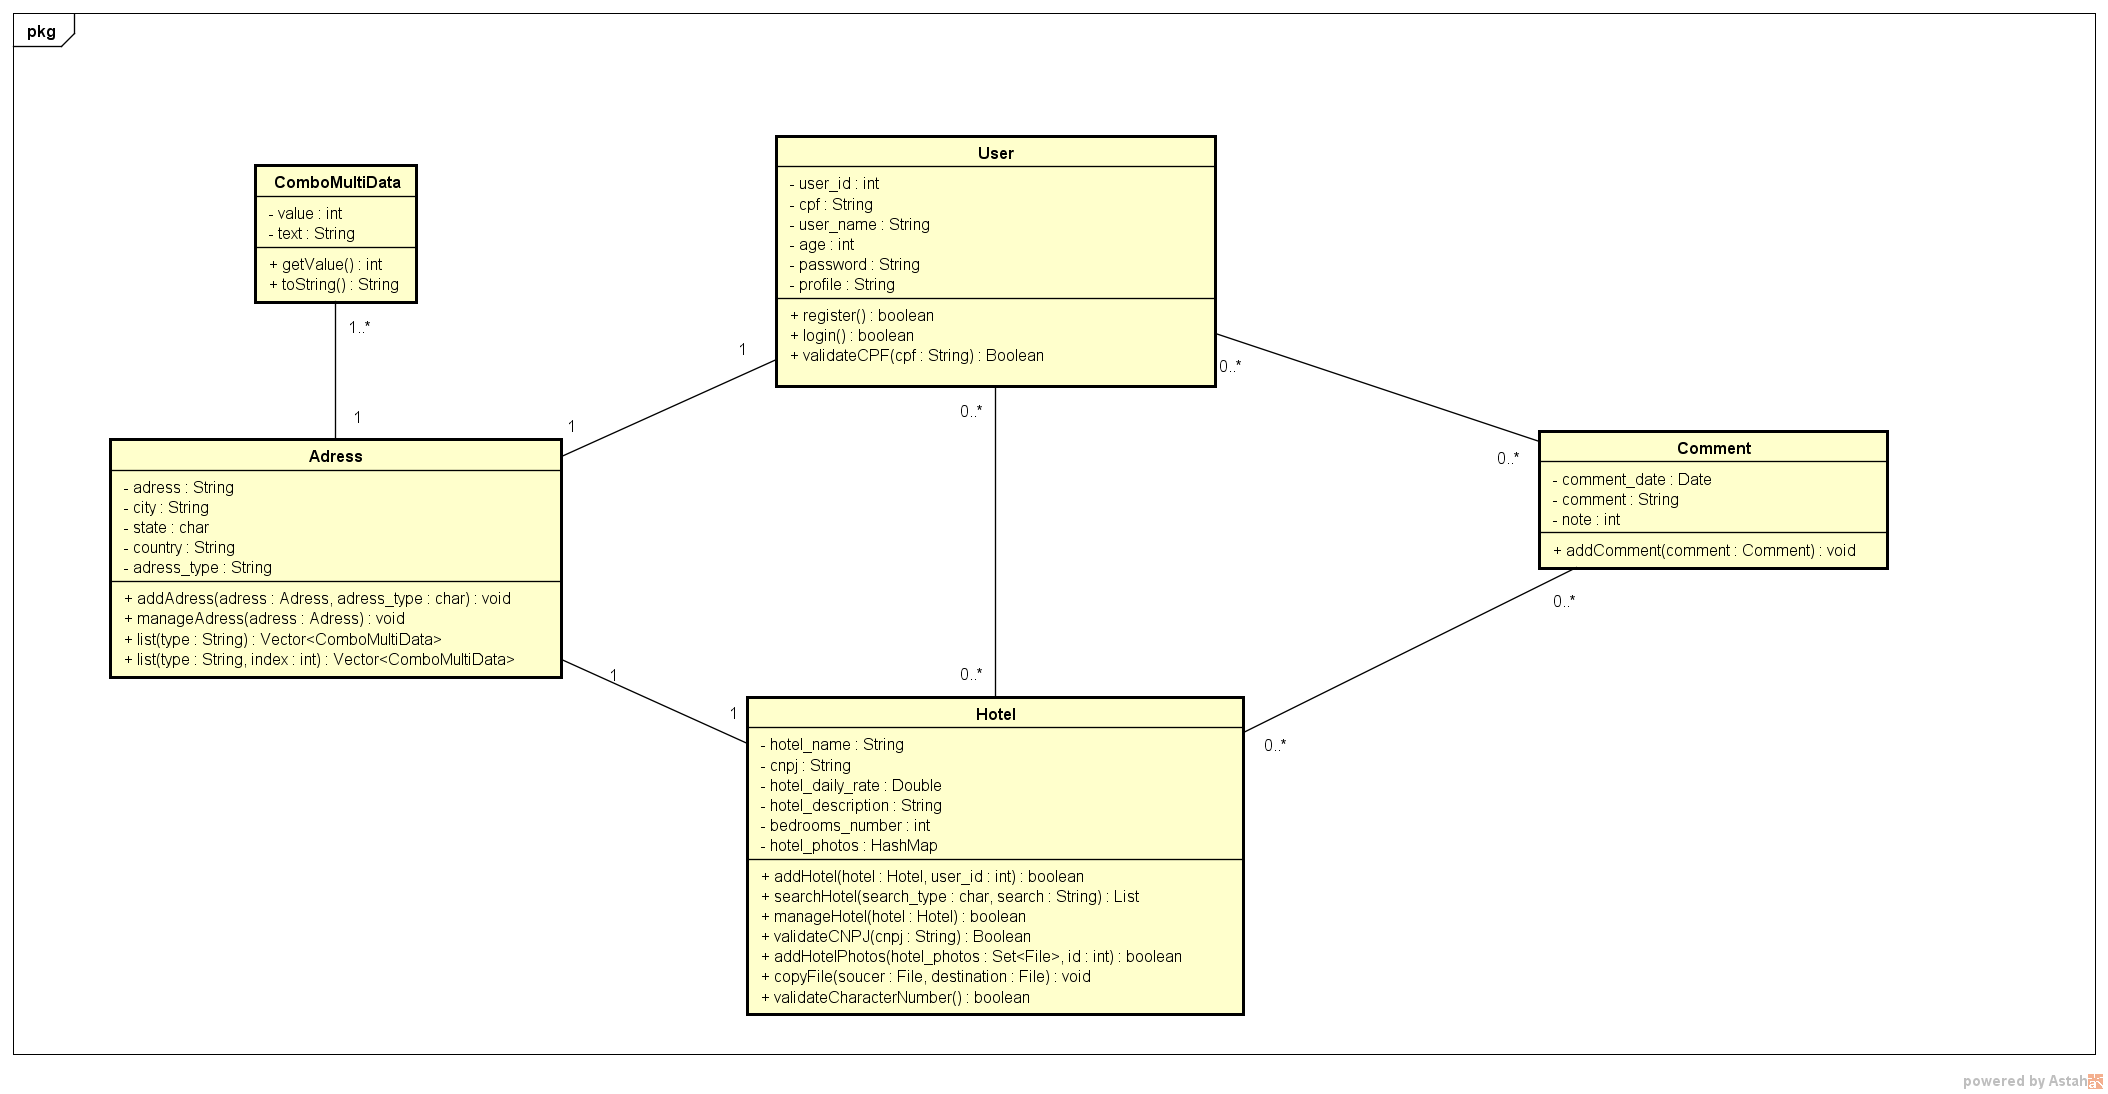 pkg
ComboMultiData
- value : int
- text : String
+ getValue() : int
+ toString() : String
1..*
1
User
- user_id : int
- cpf : String
- user_name : String
- age : int
- password : String
- profile : String
+ register() : boolean
+ login() : boolean
+ validateCPF(cpf : String) : Boolean
1
1
0..*
0..*
0..*
0..*
Adress
- adress : String
- city : String
- state : char
- country : String
- adress_type : String
+ addAdress(adress : Adress, adress_type : char) : void
+ manageAdress(adress : Adress) : void
+ list(type : String) : Vector<ComboMultiData>
+ list(type : String, index : int) : Vector<ComboMultiData>
1
1
Comment
- comment_date : Date
- comment : String
- note : int
+ addComment(comment : Comment) : void
0..*
0..*
Hotel
- hotel_name : String
- cnpj : String
- hotel_daily_rate : Double
- hotel_description : String
- bedrooms_number : int
- hotel_photos : HashMap
+ addHotel(hotel : Hotel, user_id : int) : boolean
+ searchHotel(search_type : char, search : String) : List
+ manageHotel(hotel : Hotel) : boolean
+ validateCNPJ(cnpj : String) : Boolean
+ addHotelPhotos(hotel_photos : Set<File>, id : int) : boolean
+ copyFile(soucer : File, destination : File) : void
+ validateCharacterNumber() : boolean
powered by Astah